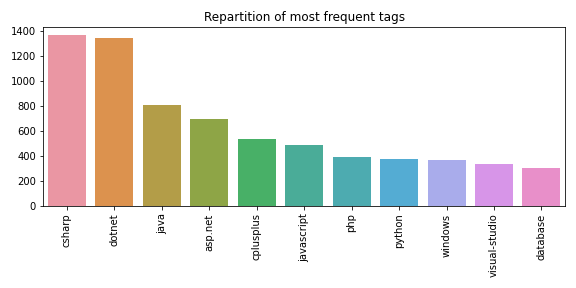 Repartition of most frequent tags
1400
1200
1000
800
600
400
200
0
csharp
dotnet
java
asp.net
cplusplus
javascript
php
python
windows
visual-studio
database